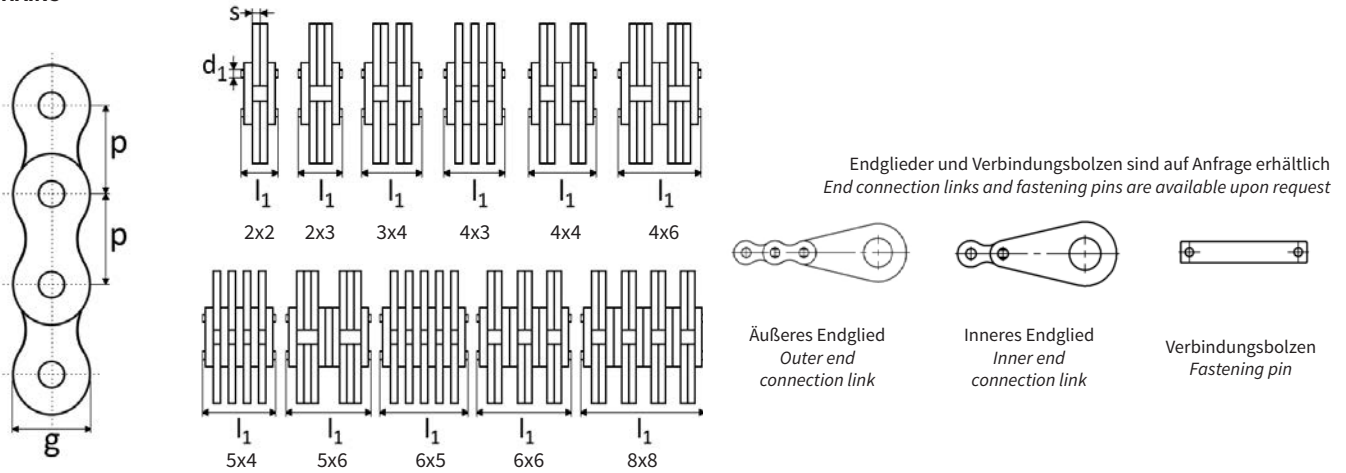 s
d1
p
p
g
l1 l1 l1 l1 l1 l1
2x2 2x3 3x4 4x3 4x4 4x6
l1 l1 l1 l1 l1
5x4 5x6 6x5 6x6 8x8
Endglieder und Verbindungsbolzen sind auf Anfrage erhältlich
End connection links and fastening pins are available upon request
Äußeres Endglied
Outer end
connection link
Inneres Endglied
Inner end
connection link
Verbindungsbolzen
Fastening pin